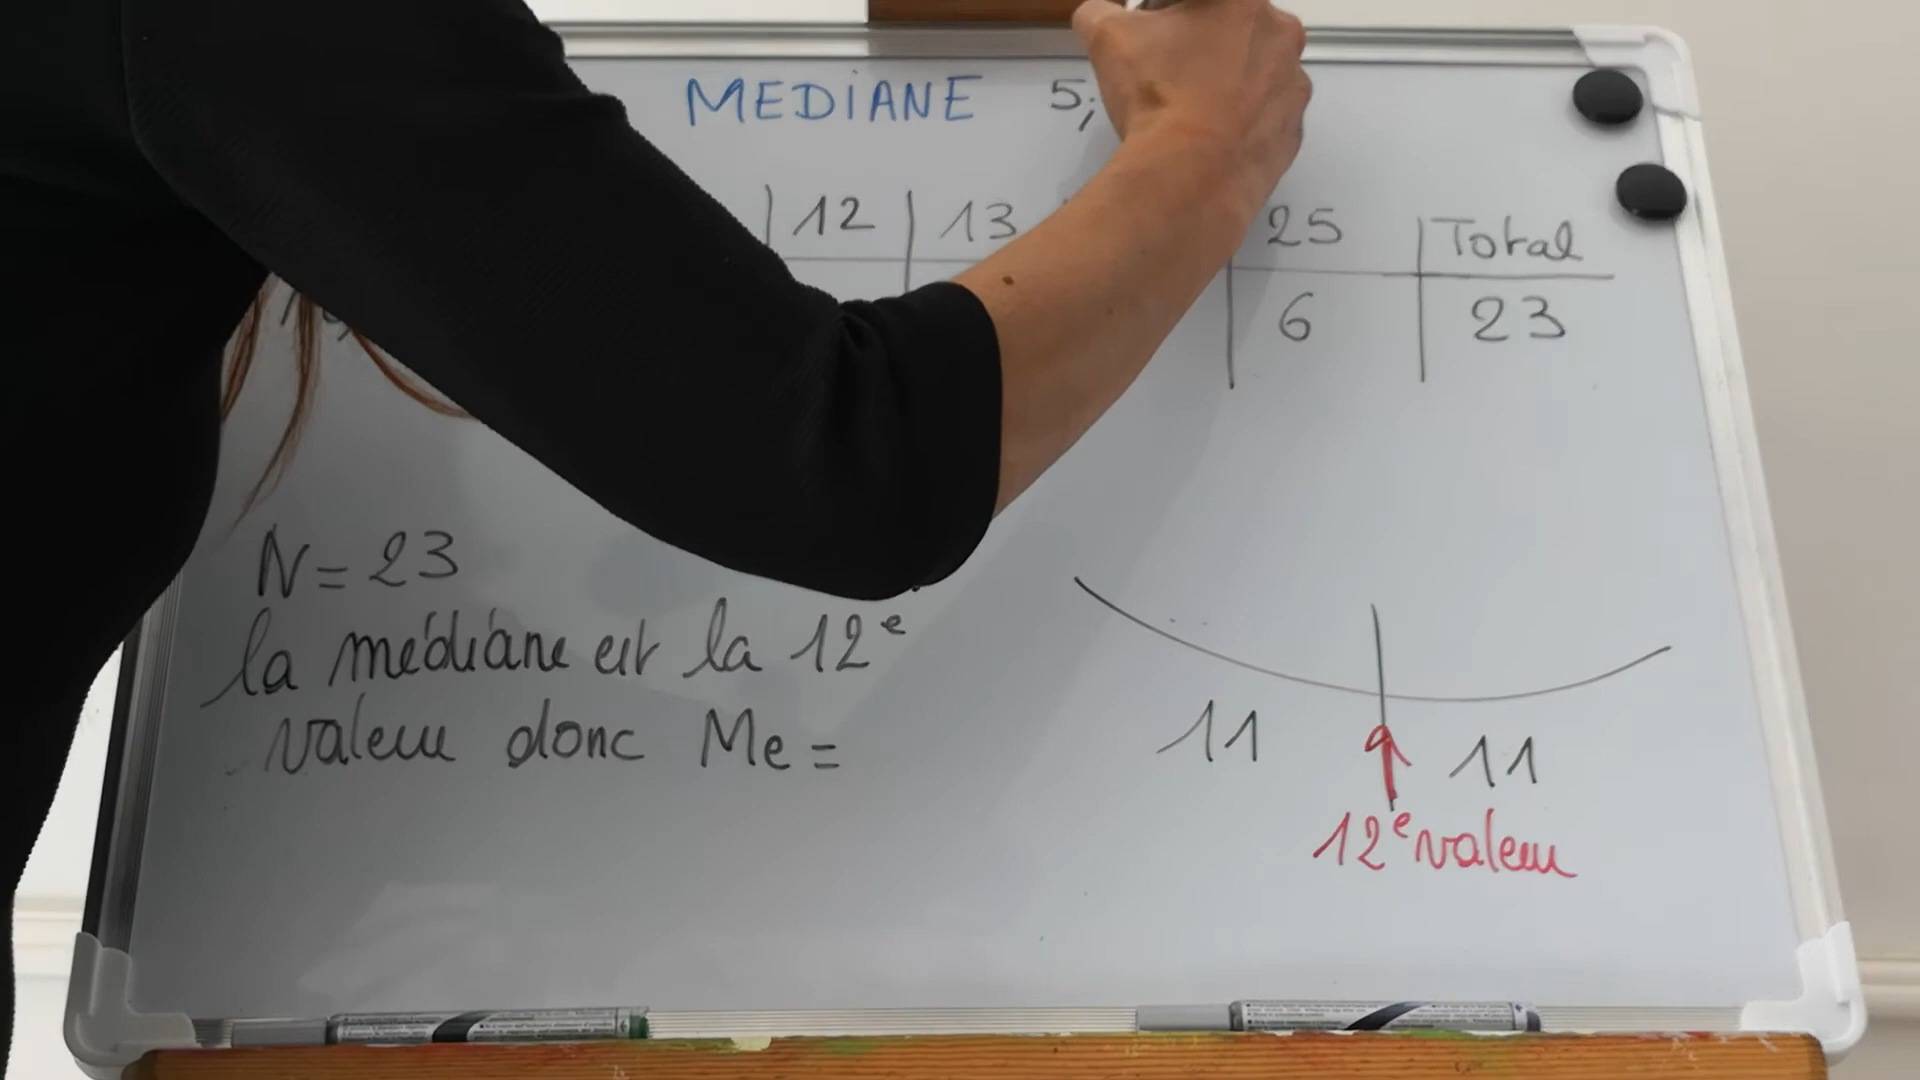 MEDIANE 5;
12 13 25 Total
6 23
N = 23
la médiane est la 12e
valeur donc Me =
11 11
12e valeur